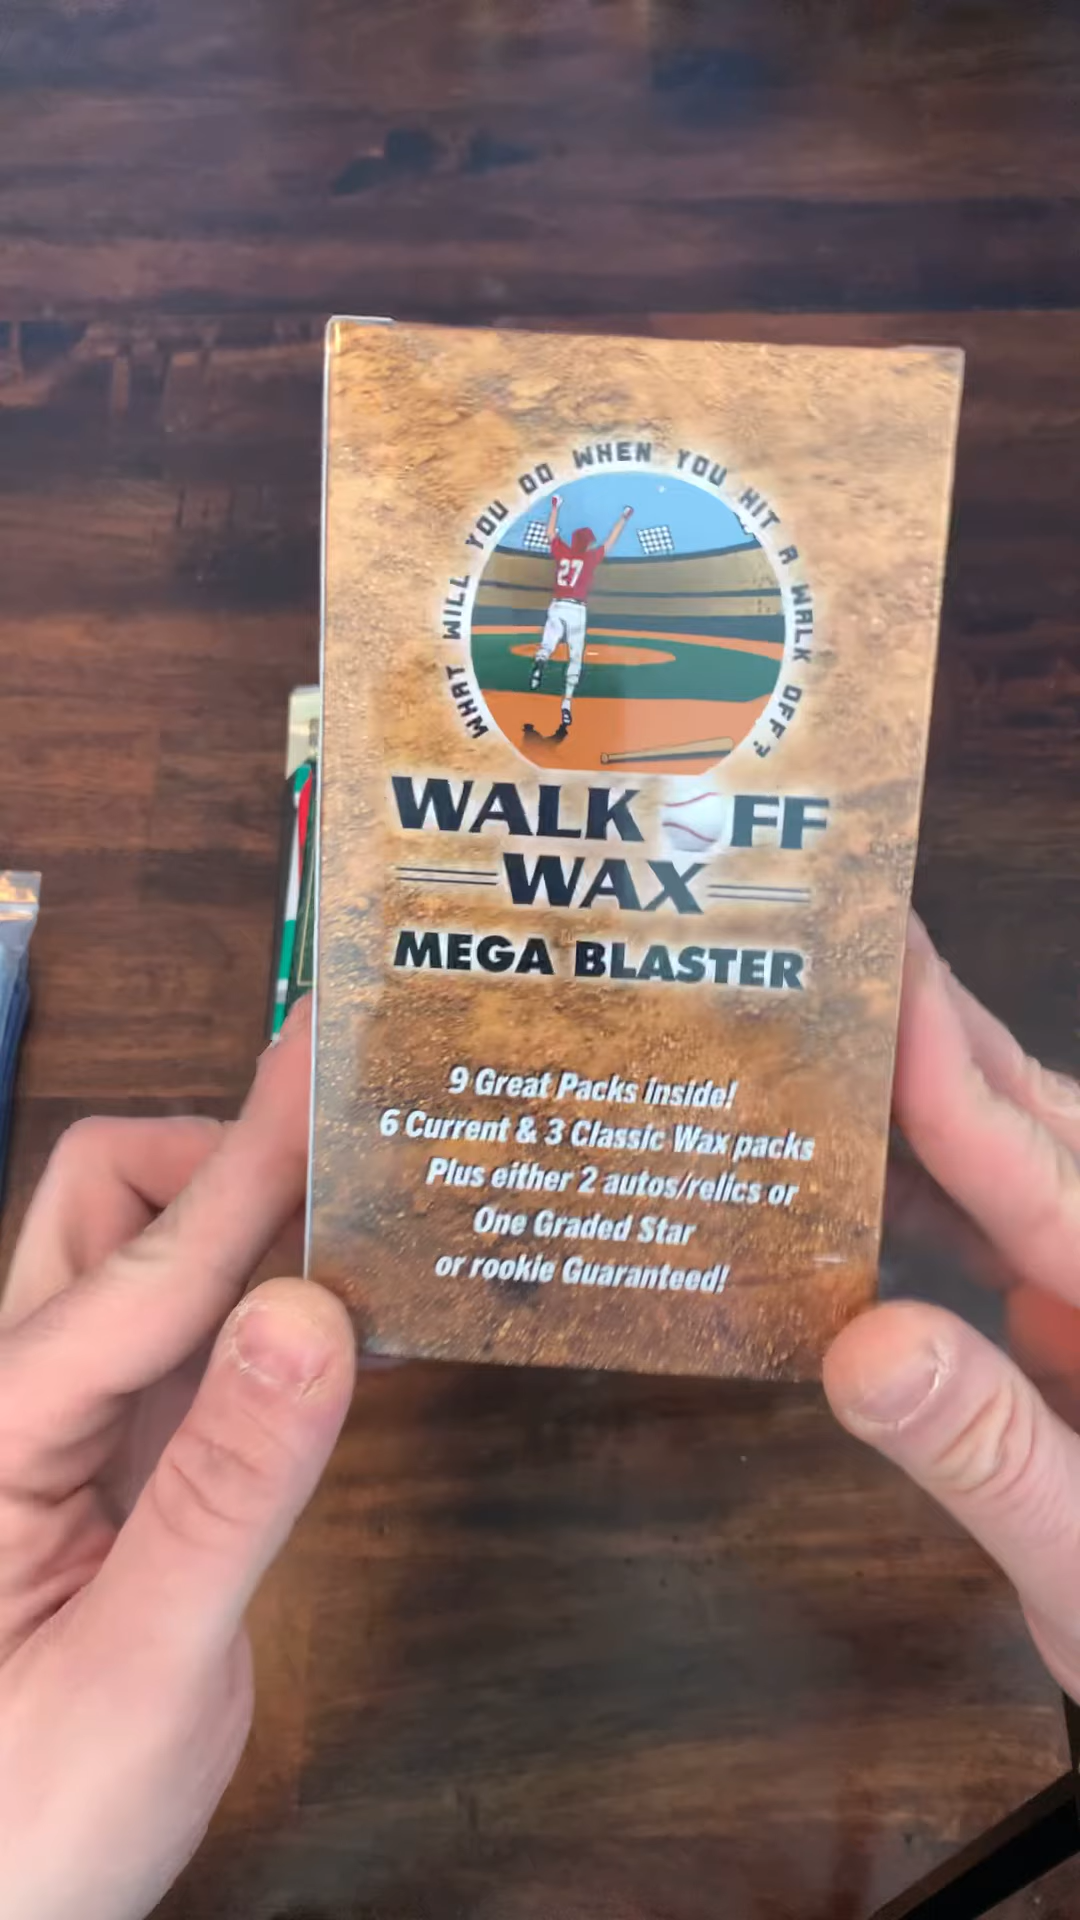 WHAT WILL YOU DO WHEN YOU HIT A WALK OFF?
27
WALK OFF
WAX
MEGA BLASTER
9 Great Packs Inside!
6 Current & 3 Classic Wax packs
Plus either 2 autos/relics or
One Graded Star
or rookie Guaranteed!